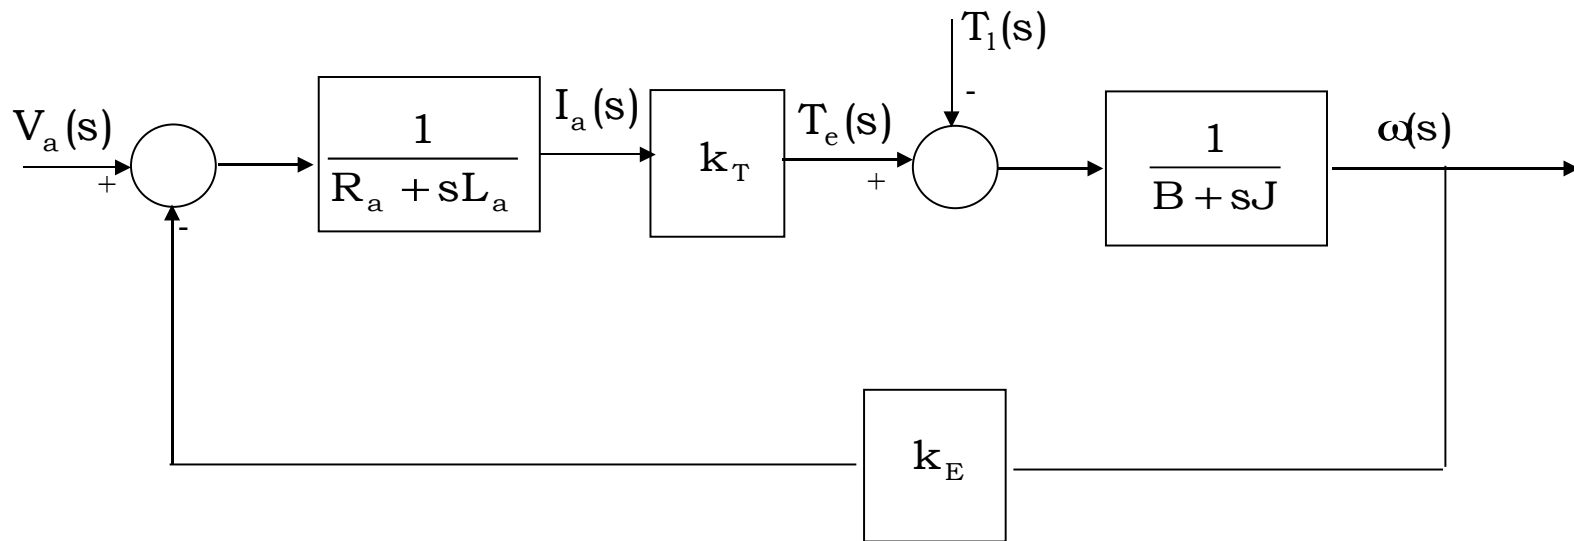 V_a(s)
+
-
1
R_a + sL_a
I_a(s)
k_T
T_e(s)
+
T_l(s)
-
1
B + sJ
ω(s)
k_E